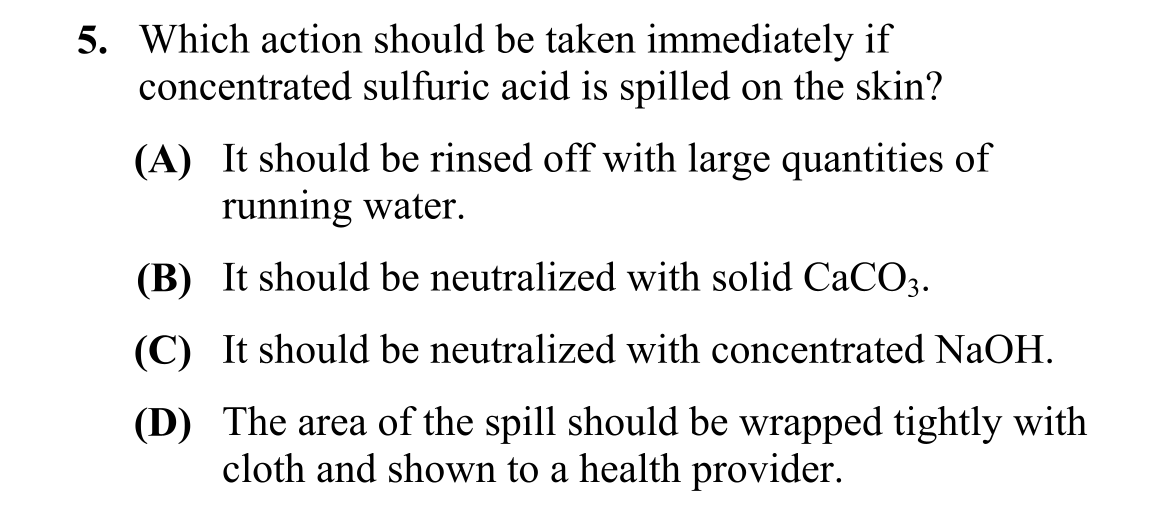 5. Which action should be taken immediately if
concentrated sulfuric acid is spilled on the skin?
(A) It should be rinsed off with large quantities of
running water.
(B) It should be neutralized with solid CaCO₃.
(C) It should be neutralized with concentrated NaOH.
(D) The area of the spill should be wrapped tightly with
cloth and shown to a health provider.